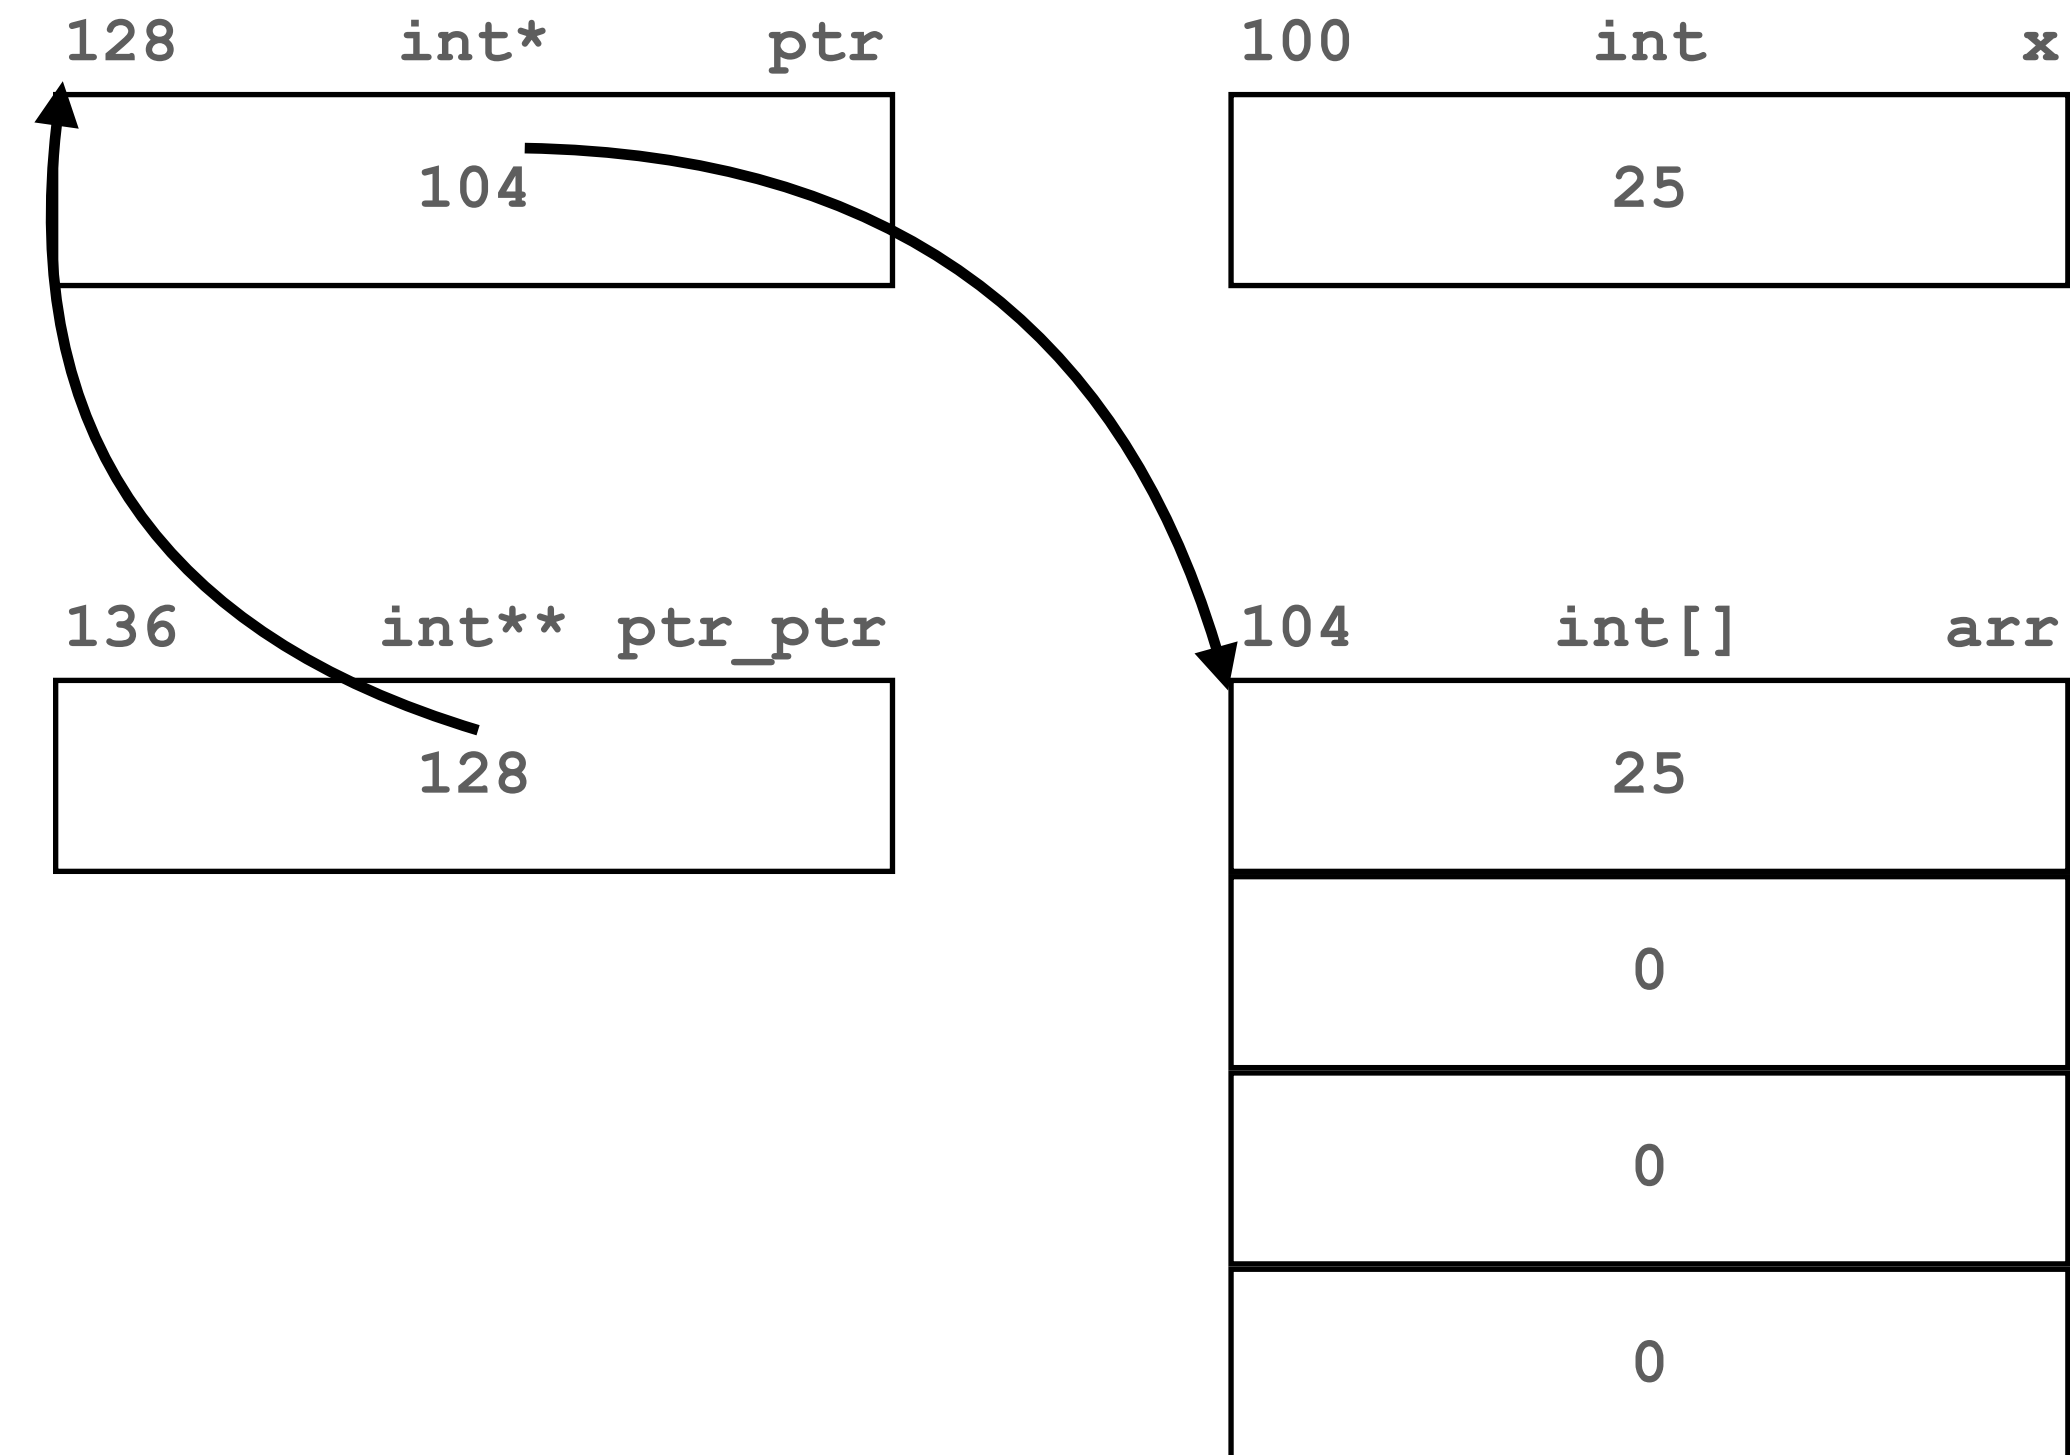 128 int* ptr
104
100 int x
25
136 int** ptr_ptr
128
104 int[] arr
25
0
0
0